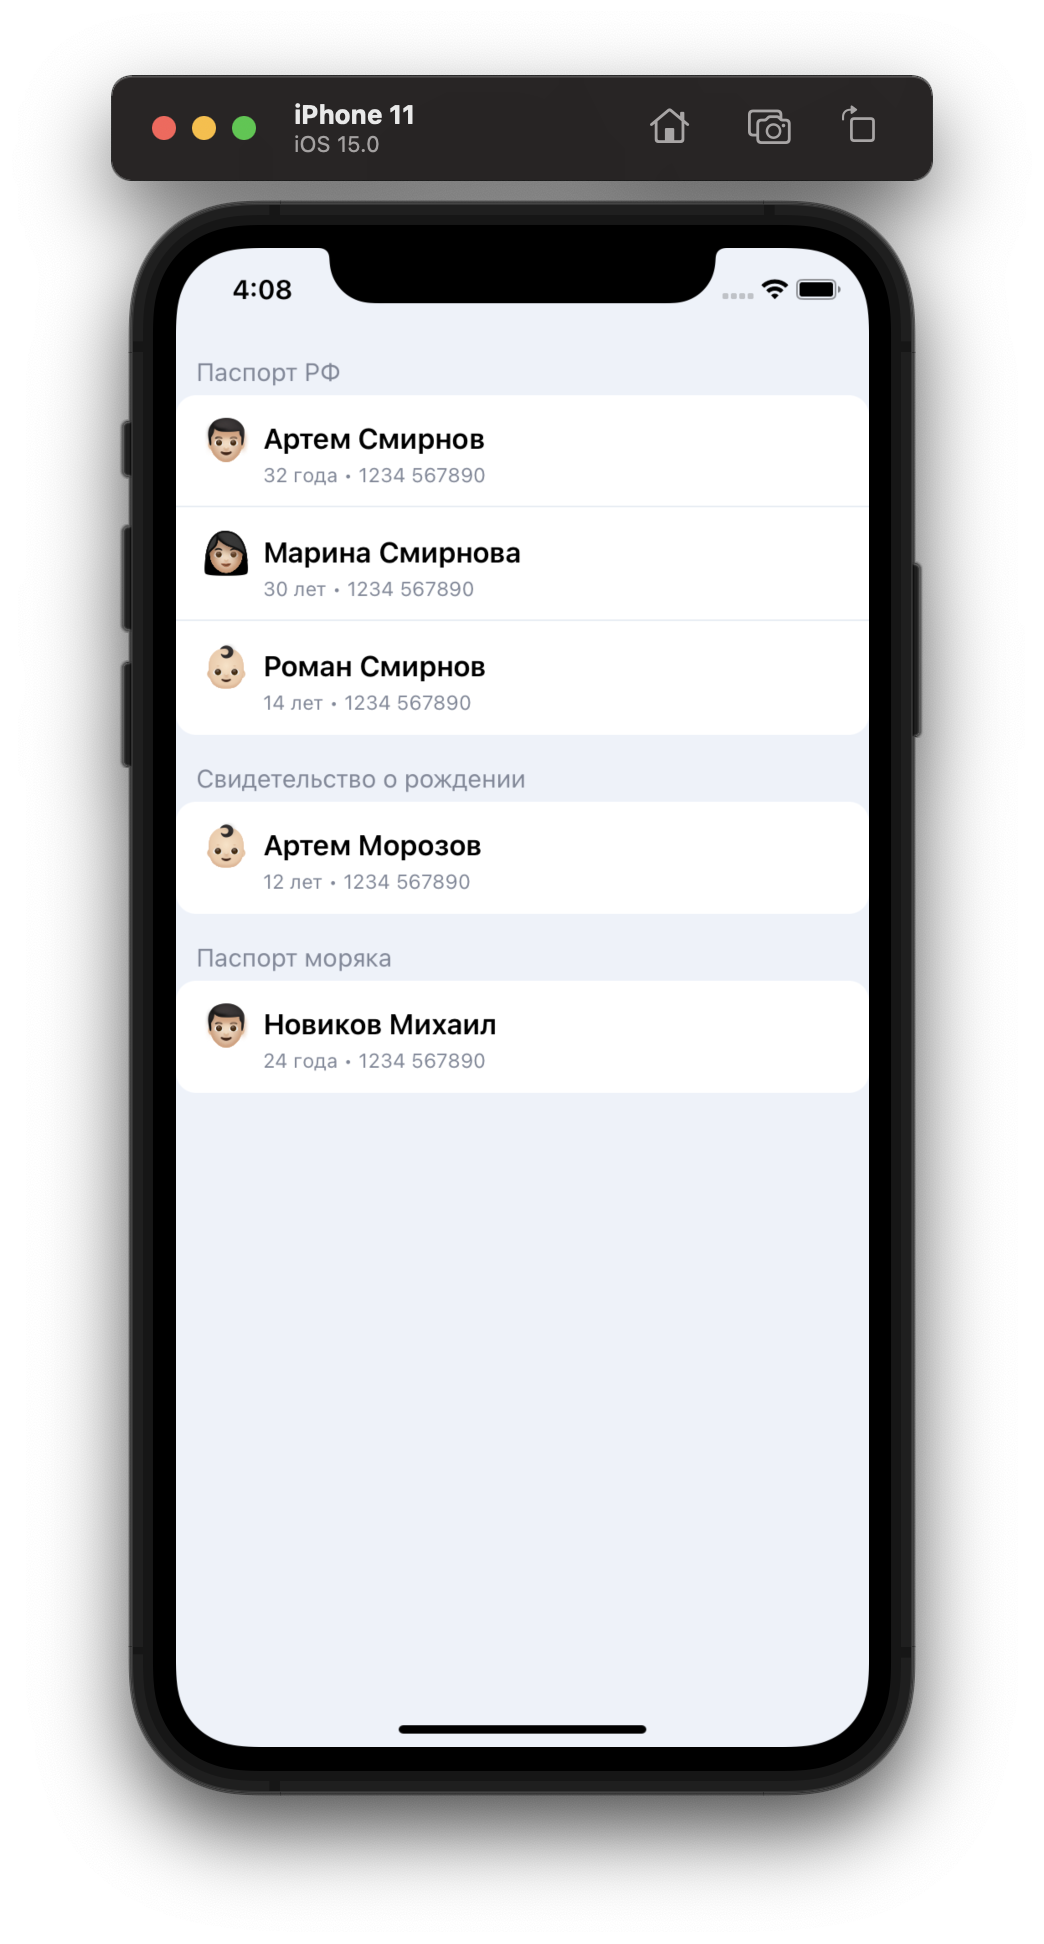 iPhone 11
iOS 15.0
4:08
Паспорт РФ
Артем Смирнов
32 года • 1234 567890
Марина Смирнова
30 лет • 1234 567890
Роман Смирнов
14 лет • 1234 567890
Свидетельство о рождении
Артем Морозов
12 лет • 1234 567890
Паспорт моряка
Новиков Михаил
24 года • 1234 567890